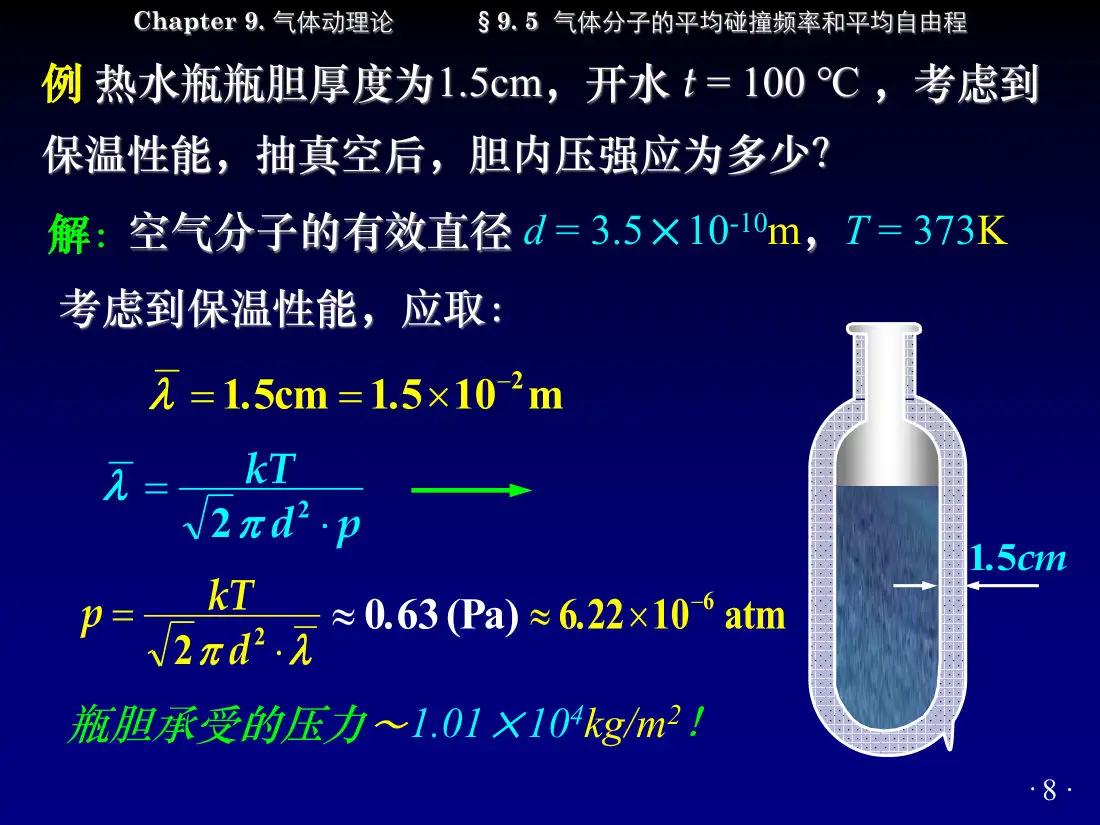 Chapter 9. 气体动理论 §9. 5 气体分子的平均碰撞频率和平均自由程
例 热水瓶瓶胆厚度为1.5cm，开水 t = 100 ℃ ，考虑到
保温性能，抽真空后，胆内压强应为多少？
解：空气分子的有效直径 d = 3.5×10⁻¹⁰m，T = 373K
考虑到保温性能，应取：
λ̄ = 1.5cm = 1.5×10⁻² m
λ̄ = kT / (√2 π d² · p)
1.5cm
p = kT / (√2 π d² · λ̄) ≈ 0.63 (Pa) ≈ 6.22×10⁻⁶ atm
瓶胆承受的压力～1.01×10⁴kg/m²！
· 8 ·